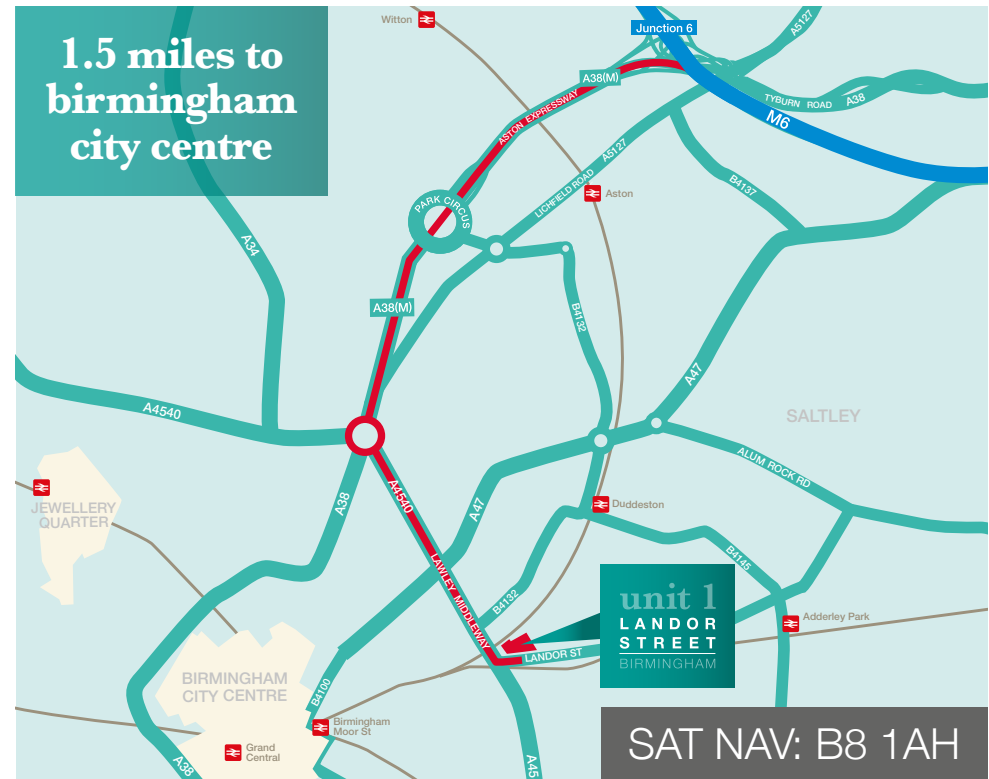 1.5 miles to
birmingham
city centre
Witton
Junction 6
A5127
A38(M)
TYBURN ROAD
A38
M6
ASTON EXPRESSWAY
LICHFIELD ROAD
A5127
Aston
B4137
PARK CIRCUS
A34
A38(M)
B4132
A47
A4540
SALTLEY
ALUM ROCK RD
JEWELLERY
QUARTER
A38
A4540
A47
Duddeston
B4145
LAWLEY MIDDLEWAY
B4132
unit 1
LANDOR
STREET
BIRMINGHAM
Adderley Park
LANDOR ST
BIRMINGHAM
CITY CENTRE
B4100
Birmingham
Moor St
Grand
Central
A38
A45
SAT NAV: B8 1AH